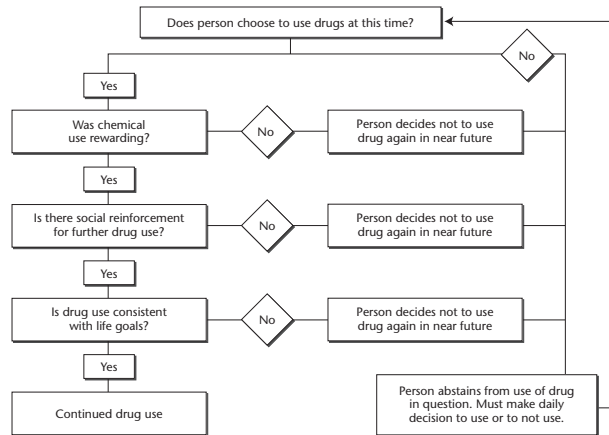 Does person choose to use drugs at this time?
No
Yes
Was chemical
use rewarding?
No
Person decides not to use
drug again in near future
Yes
Is there social reinforcement
for further drug use?
No
Person decides not to use
drug again in near future
Yes
Is drug use consistent
with life goals?
No
Person decides not to use
drug again in near future
Yes
Continued drug use
Person abstains from use of drug
in question. Must make daily
decision to use or to not use.